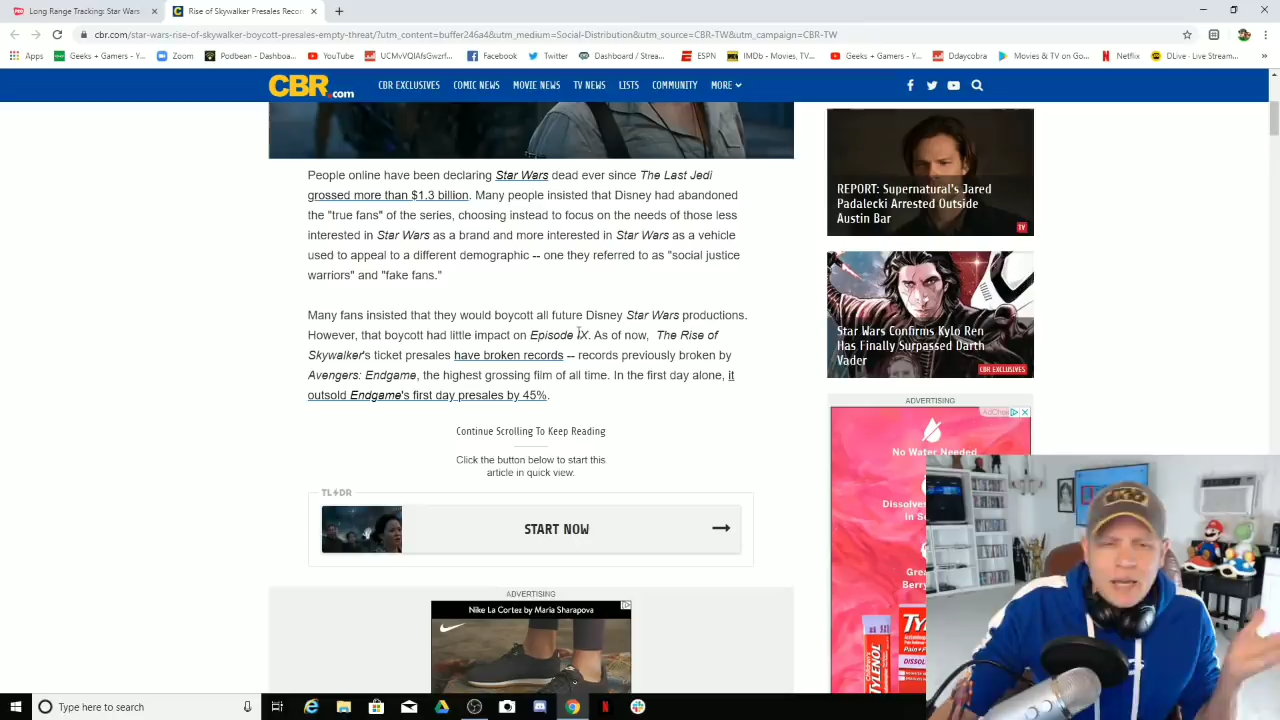 Long Range Tracking: Star Wars
Rise of Skywalker Presales Recor
cbr.com/star-wars-rise-of-skywalker-boycott-presales-empty-threat/?utm_content=buffer246a4&utm_medium=Social-Distribution&utm_source=CBR-TW&utm_campaign=CBR-TW
Apps
Geeks + Gamers - Y...
Zoom
Podbean - Dashboa...
YouTube
UCMvVQIAfsGwzrf...
Facebook
Twitter
Dashboard / Strea...
ESPN
IMDb - Movies, TV...
Geeks + Gamers - Y...
Ddaycobra
Movies & TV on Go...
Netflix
DLive · Live Stream...
CBR.com
CBR EXCLUSIVES
COMIC NEWS
MOVIE NEWS
TV NEWS
LISTS
COMMUNITY
MORE
People online have been declaring Star Wars dead ever since The Last Jedi
grossed more than $1.3 billion. Many people insisted that Disney had abandoned
the "true fans" of the series, choosing instead to focus on the needs of those less
interested in Star Wars as a brand and more interested in Star Wars as a vehicle
used to appeal to a different demographic -- one they referred to as "social justice
warriors" and "fake fans."
Many fans insisted that they would boycott all future Disney Star Wars productions.
However, that boycott had little impact on Episode IX. As of now, The Rise of
Skywalker's ticket presales have broken records -- records previously broken by
Avengers: Endgame, the highest grossing film of all time. In the first day alone, it
outsold Endgame's first day presales by 45%.
Continue Scrolling To Keep Reading
Click the button below to start this
article in quick view.
TL DR
START NOW
ADVERTISING
Nike La Cortez by Maria Sharapova
REPORT: Supernatural's Jared
Padalecki Arrested Outside
Austin Bar
TV
Star Wars Confirms Kylo Ren
Has Finally Surpassed Darth
Vader
CBR EXCLUSIVES
ADVERTISING
AdChoi
No Water Needed
Dissolve
in S
Gre
Berry
TYLENOL
Ty
Pain+
DISSOL
Type here to search